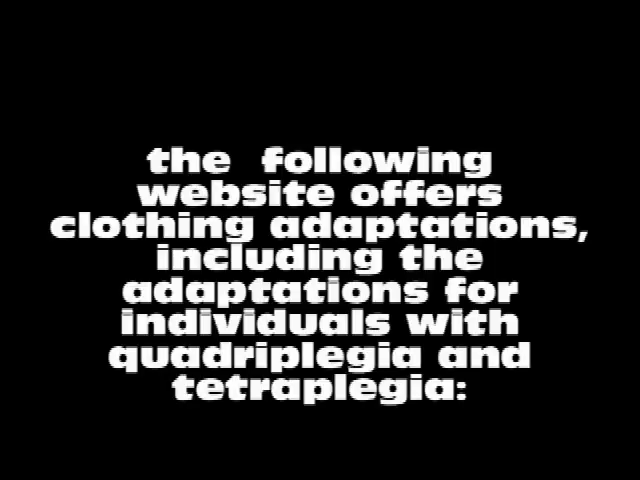 the  following
website offers
clothing adaptations,
including the
adaptations for
individuals with
quadriplegia and
tetraplegia: